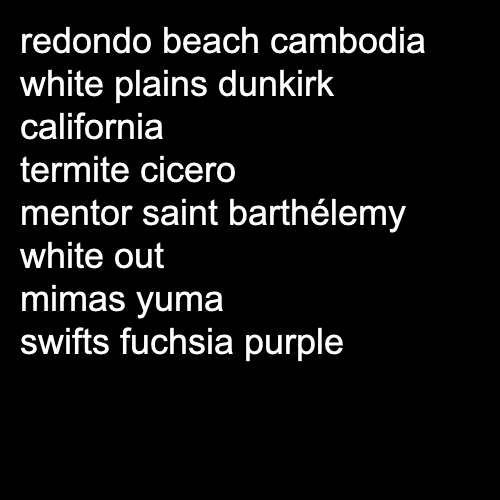 redondo beach cambodia
white plains dunkirk
california
termite cicero
mentor saint barthélemy
white out
mimas yuma
swifts fuchsia purple